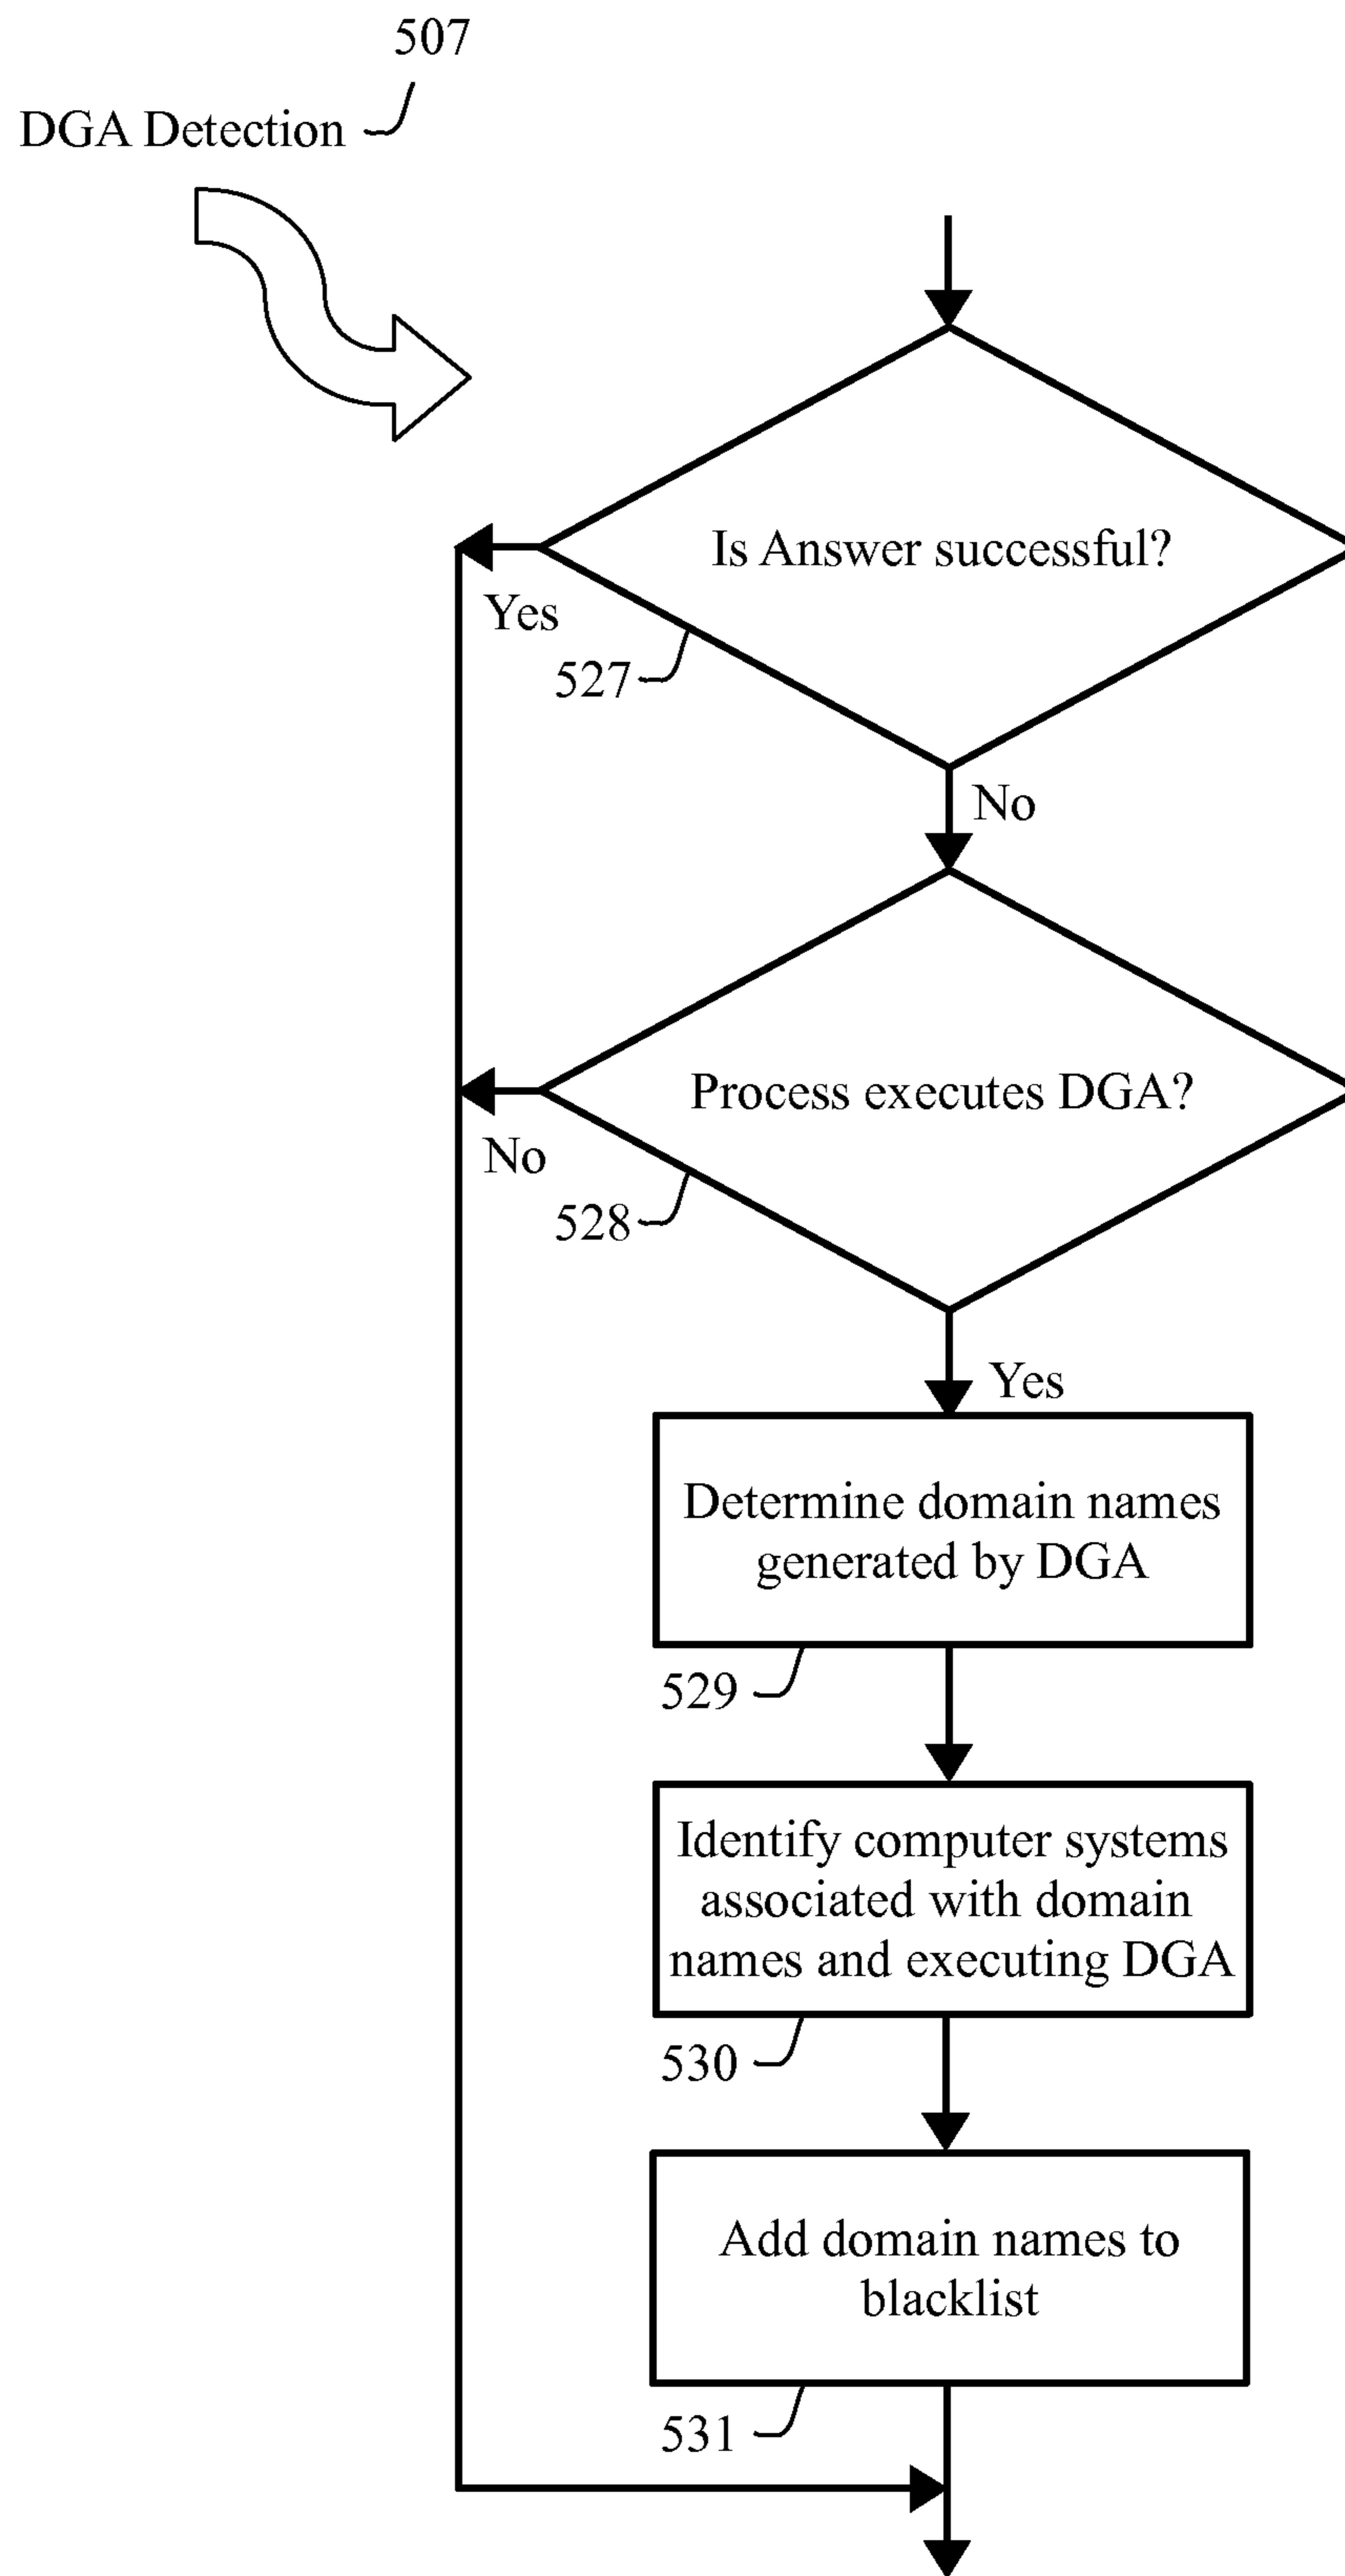 507
DGA Detection
Is Answer successful?
Yes
527
No
Process executes DGA?
No
528
Yes
Determine domain names
generated by DGA
529
Identify computer systems
associated with domain
names and executing DGA
530
Add domain names to
blacklist
531